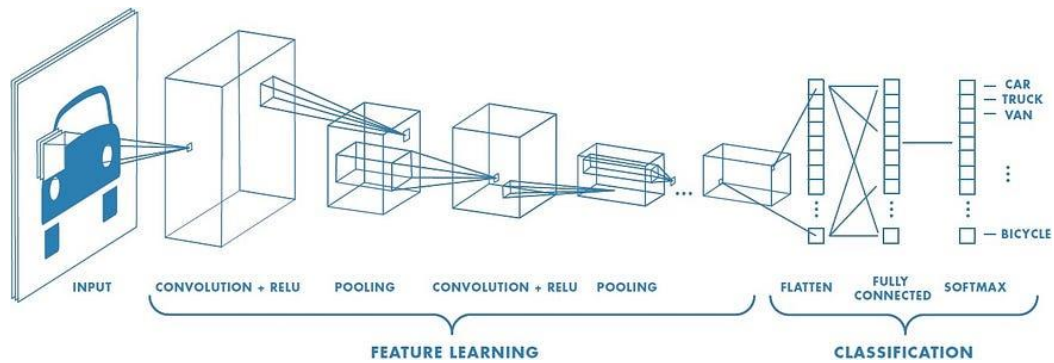 CAR
TRUCK
VAN
BICYCLE
INPUT
CONVOLUTION + RELU
POOLING
CONVOLUTION + RELU
POOLING
FLATTEN
FULLY
CONNECTED
SOFTMAX
FEATURE LEARNING
CLASSIFICATION